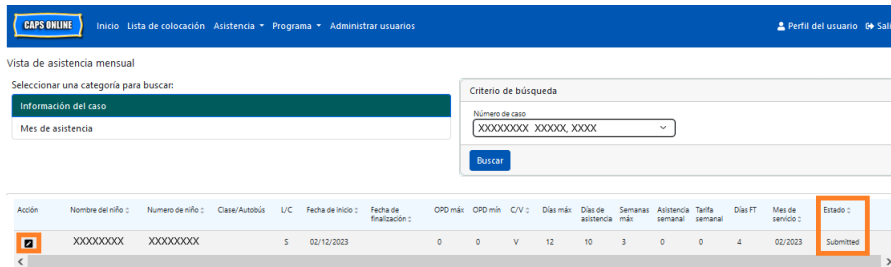 CAPS ONLINE Inicio Lista de colocación Asistencia Programa Administrar usuarios Perfil del usuario Sali
Vista de asistencia mensual
Seleccionar una categoría para buscar:
Información del caso
Mes de asistencia
Criterio de búsqueda
Número de caso
XXXXXXXX XXXXX, XXXX
Buscar
Acción Nombre del niño Numero de niño Clase/Autobús L/C Fecha de inicio Fecha de finalización OPD máx OPD mín C/V Días máx Días de asistencia Semanas máx Asistencia semanal Tarifa semanal Días FT Mes de servicio Estado
XXXXXXXX XXXXXXXX S 02/12/2023 0 0 V 12 10 3 0 0 4 02/2023 Submitted